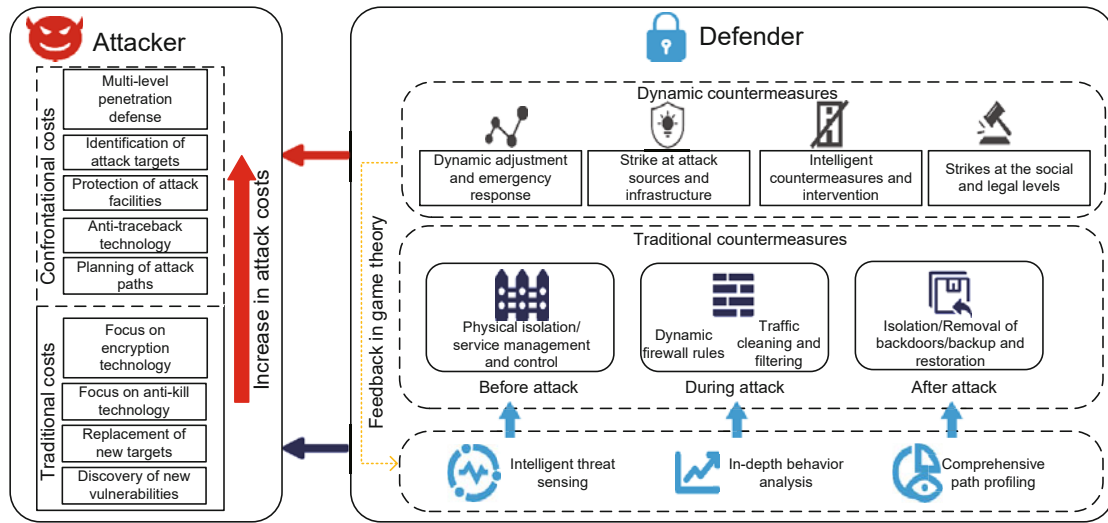 Attacker
Confrontational costs
Multi-level
penetration
defense
Identification of
attack targets
Protection of attack
facilities
Anti-traceback
technology
Planning of attack
paths
Traditional costs
Focus on
encryption
technology
Focus on anti-kill
technology
Replacement of
new targets
Discovery of new
vulnerabilities
Increase in attack costs
Defender
Feedback in game theory
Dynamic countermeasures
Dynamic adjustment
and emergency
response
Strike at attack
sources and
infrastructure
Intelligent
countermeasures and
intervention
Strikes at the social
and legal levels
Traditional countermeasures
Physical isolation/
service management
and control
Before attack
Dynamic
firewall rules
Traffic
cleaning and
filtering
During attack
Isolation/Removal of
backdoors/backup and
restoration
After attack
Intelligent threat
sensing
In-depth behavior
analysis
Comprehensive
path profiling